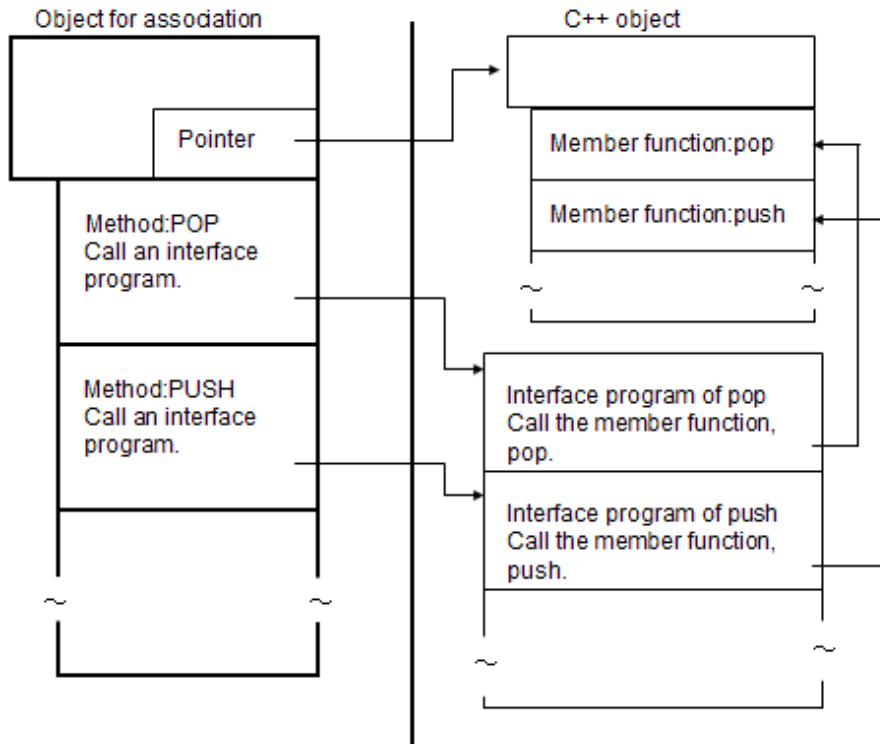 Object for association
Pointer
Method:POP
Call an interface
program.
Method:PUSH
Call an interface
program.
~ ~
C++ object
Member function:pop
Member function:push
~ ~
Interface program of pop
Call the member function,
pop.
Interface program of push
Call the member function,
push.
~ ~